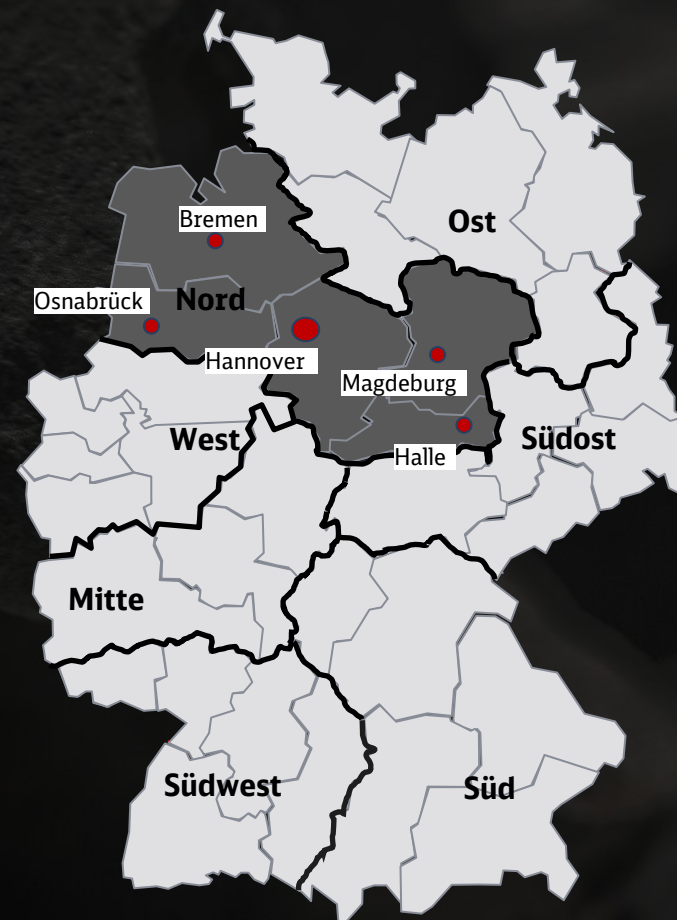 Bremen
Ost
Osnabrück
Nord
Hannover
Magdeburg
West
Südost
Halle
Mitte
Südwest
Süd